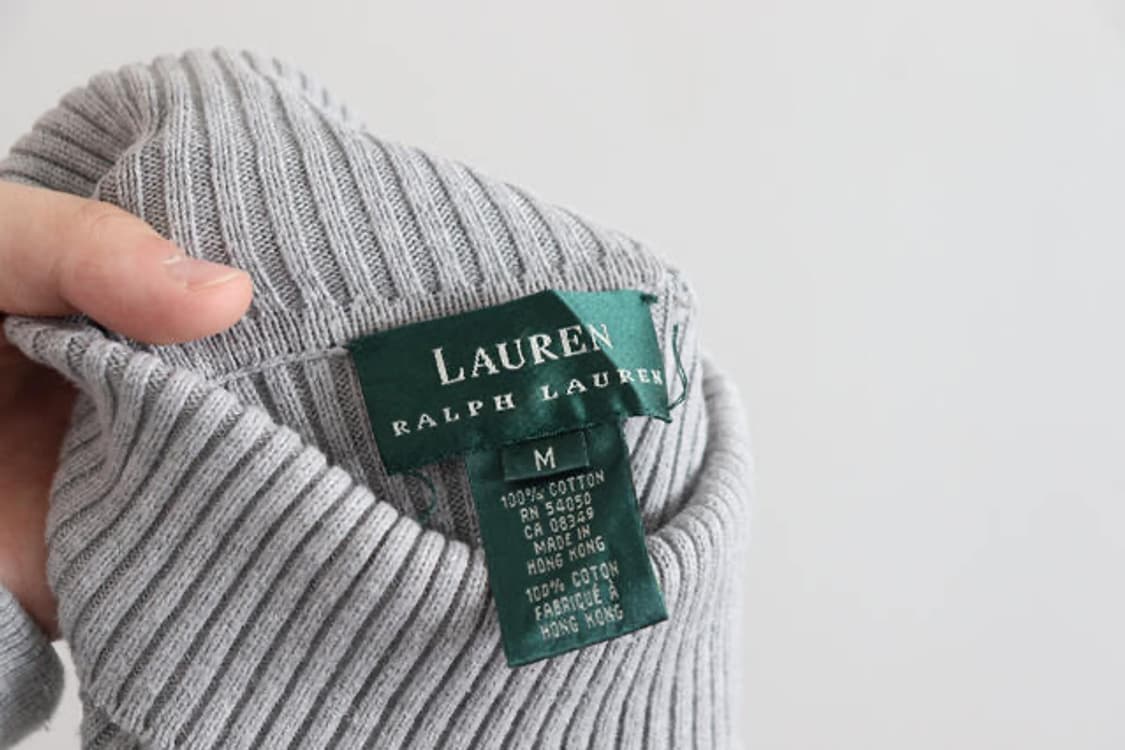 LAUREN
RALPH LAUREN
M
100% COTTON
RN 54050
CA 08349
MADE IN
HONG KONG
100% COTON
FABRIQUÉ À
HONG KONG